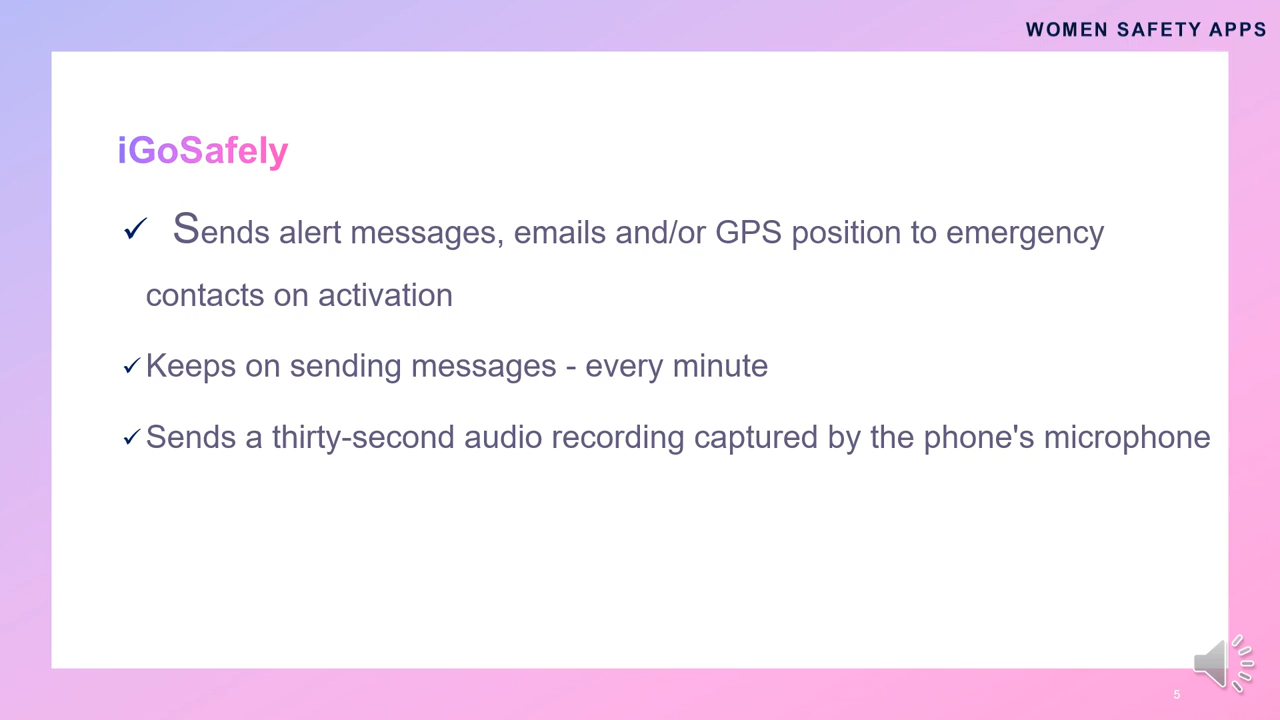 WOMEN SAFETY APPS
iGoSafely
✓ Sends alert messages, emails and/or GPS position to emergency
contacts on activation
✓ Keeps on sending messages - every minute
✓ Sends a thirty-second audio recording captured by the phone's microphone
5